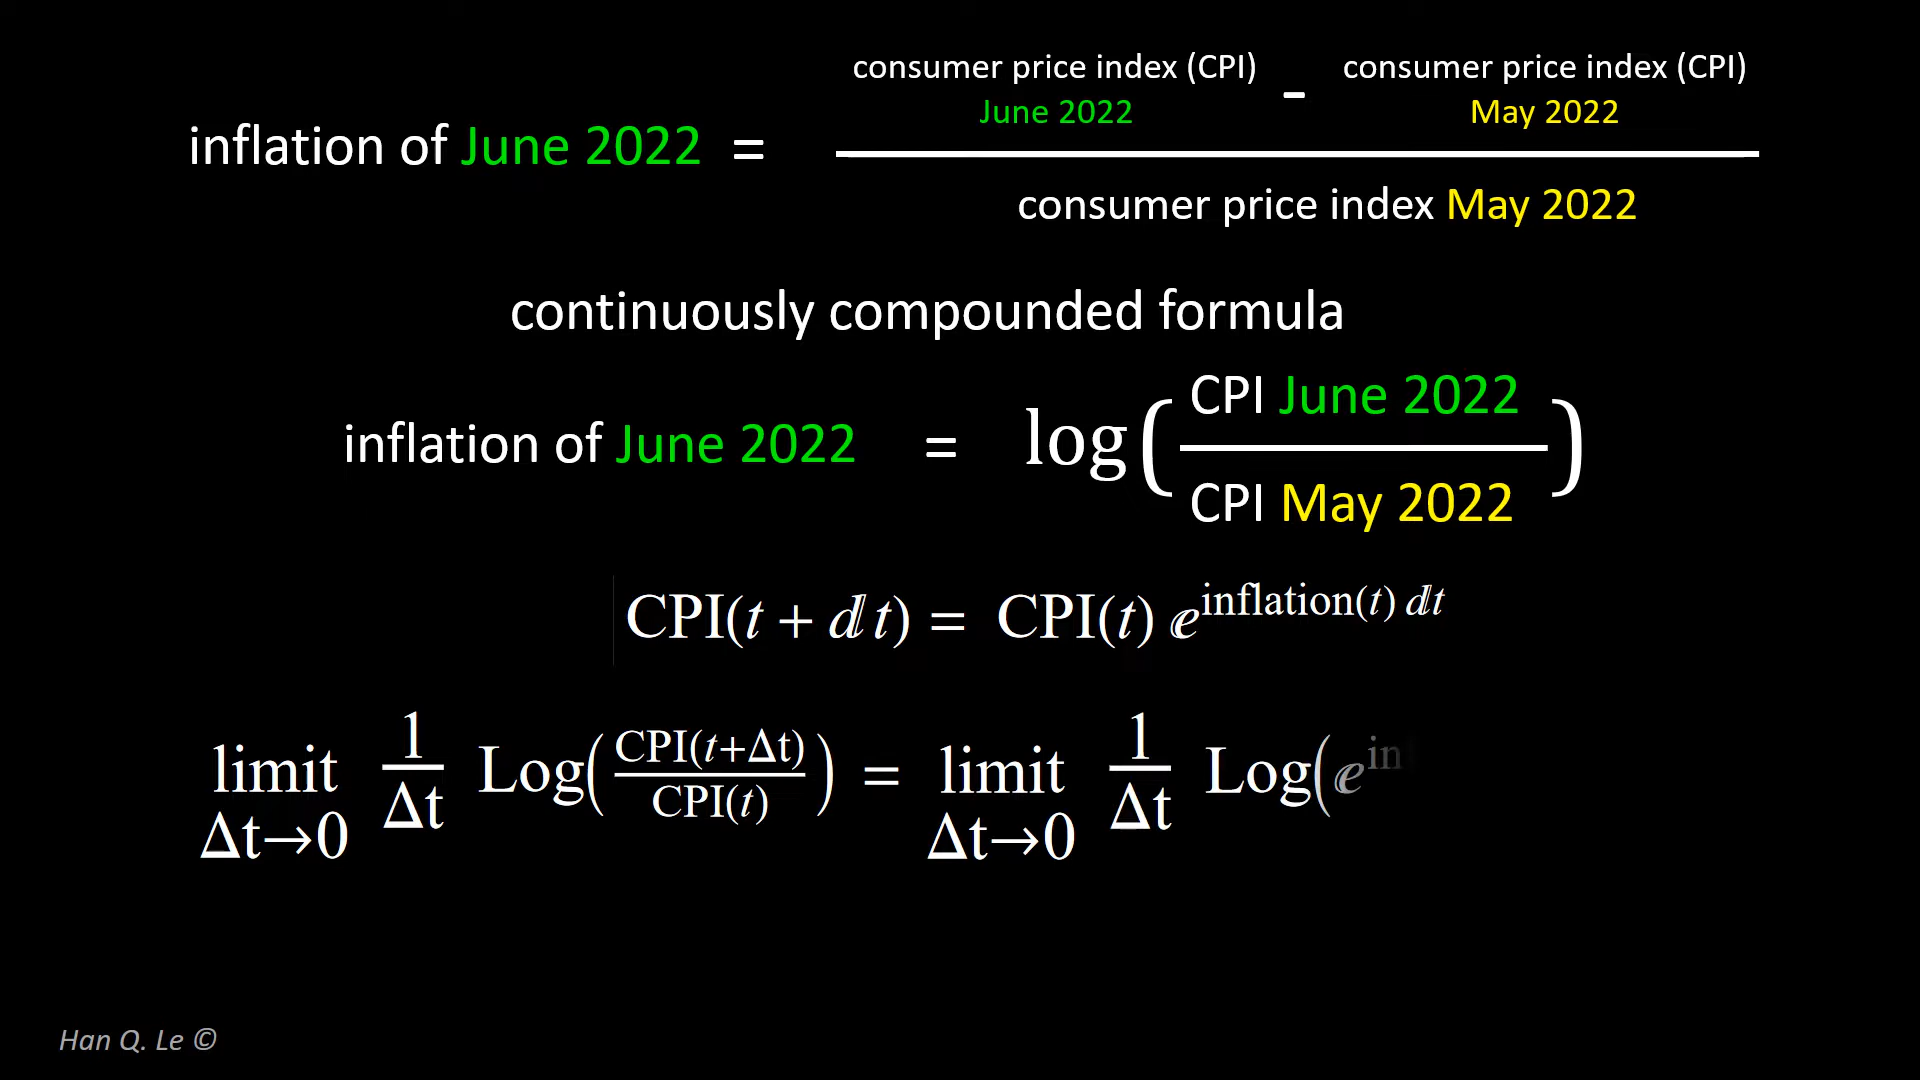 consumer price index (CPI) - consumer price index (CPI)
June 2022 May 2022
inflation of June 2022 =
consumer price index May 2022
continuously compounded formula
inflation of June 2022 = log( CPI June 2022
CPI May 2022 )
CPI(t + ⅆt) = CPI(t) ⅇ^inflation(t) ⅆt
limit Δt→0 1/Δt Log(CPI(t+Δt)/CPI(t)) = limit Δt→0 1/Δt Log(ⅇ^in
Han Q. Le ©